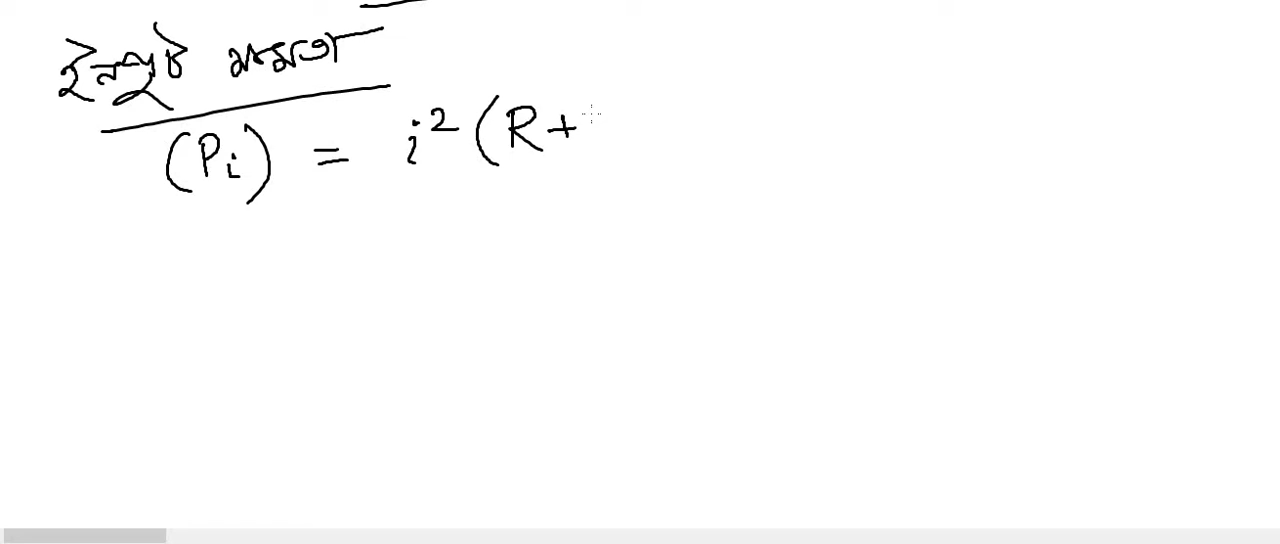 ইনপুট ক্ষমতা
(Pi) = i² (R+